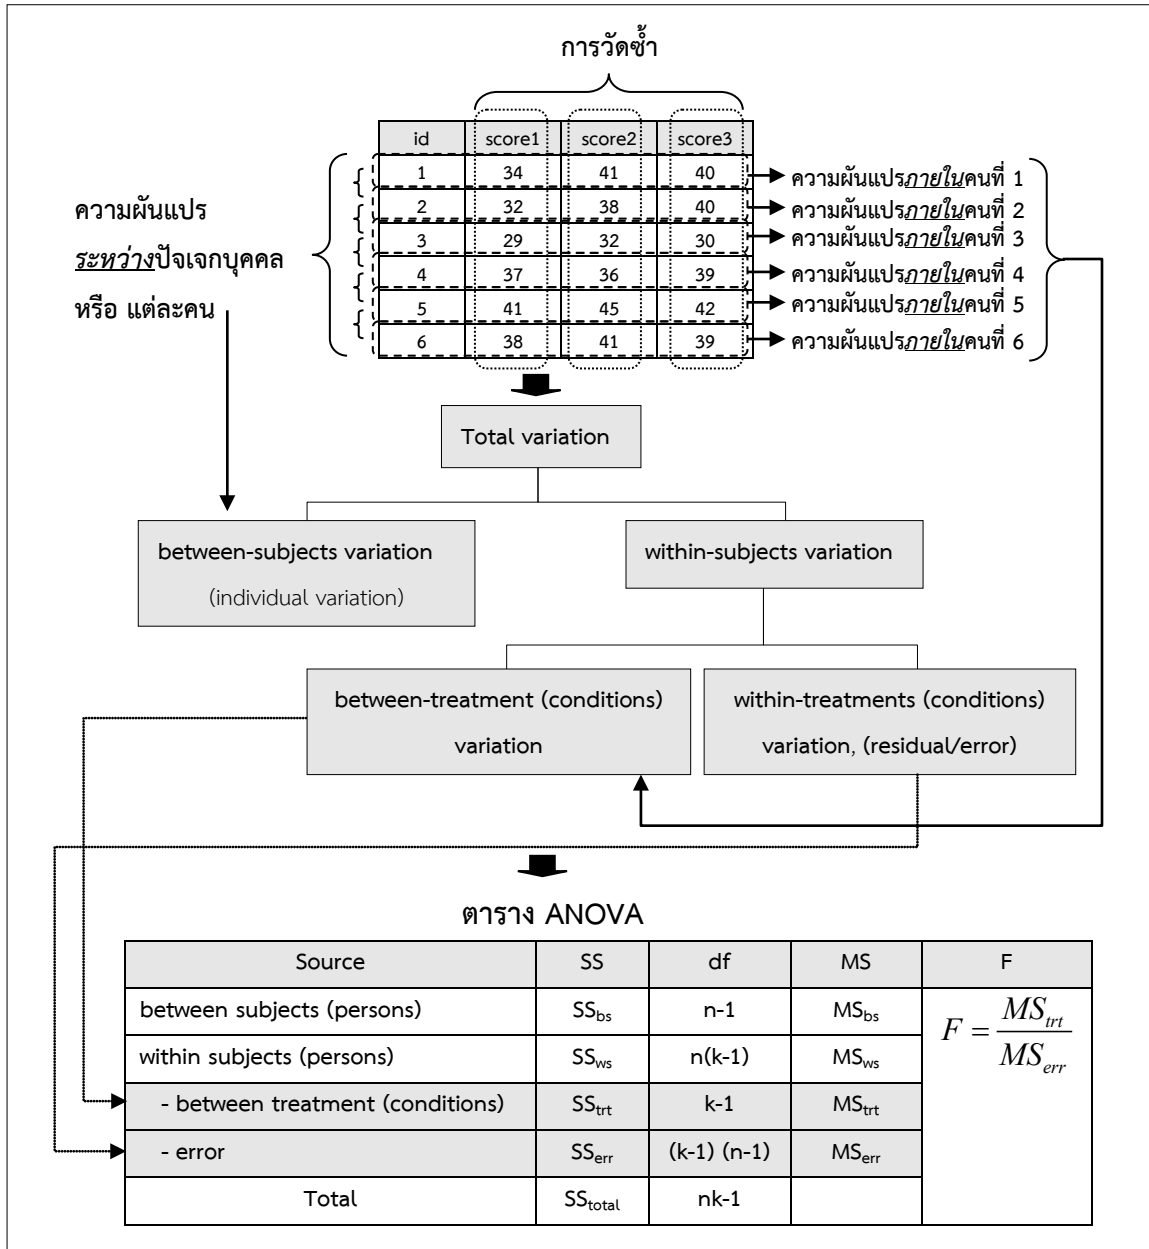 การวัดซ้ำ
id score1 score2 score3
1 34 41 40
2 32 38 40
3 29 32 30
4 37 36 39
5 41 45 42
6 38 41 39
ความผันแปรภายในคนที่ 1
ความผันแปรภายในคนที่ 2
ความผันแปรภายในคนที่ 3
ความผันแปรภายในคนที่ 4
ความผันแปรภายในคนที่ 5
ความผันแปรภายในคนที่ 6
ความผันแปร
ระหว่างปัจเจกบุคคล
หรือ แต่ละคน
Total variation
between-subjects variation
(individual variation)
within-subjects variation
between-treatment (conditions)
variation
within-treatments (conditions)
variation, (residual/error)
ตาราง ANOVA
Source SS df MS F
between subjects (persons) SSbs n-1 MSbs
within subjects (persons) SSws n(k-1) MSws
- between treatment (conditions) SStrt k-1 MStrt
- error SSerr (k-1) (n-1) MSerr
Total SStotal nk-1
F = MStrt / MSerr